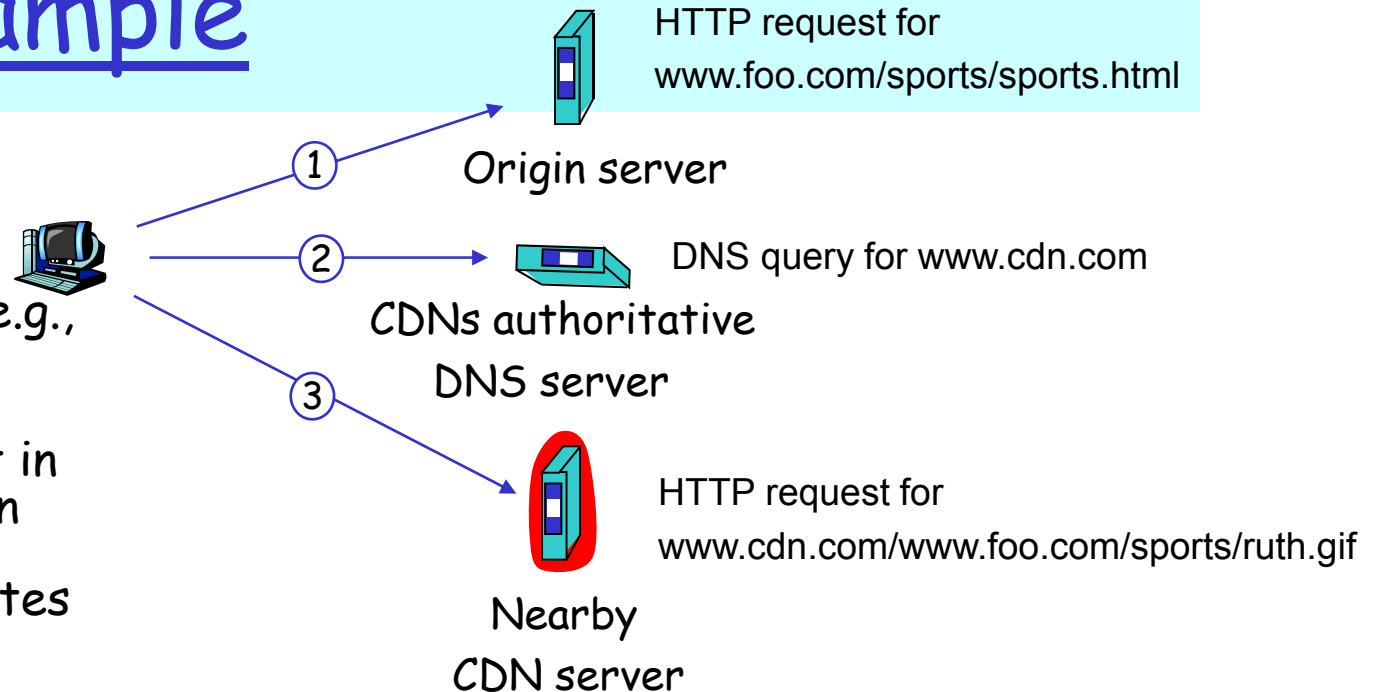 HTTP request for
www.foo.com/sports/sports.html
1
Origin server
2
DNS query for www.cdn.com
e.g.,
CDNs authoritative
DNS server
3
in
HTTP request for
www.cdn.com/www.foo.com/sports/ruth.gif
Nearby
CDN server